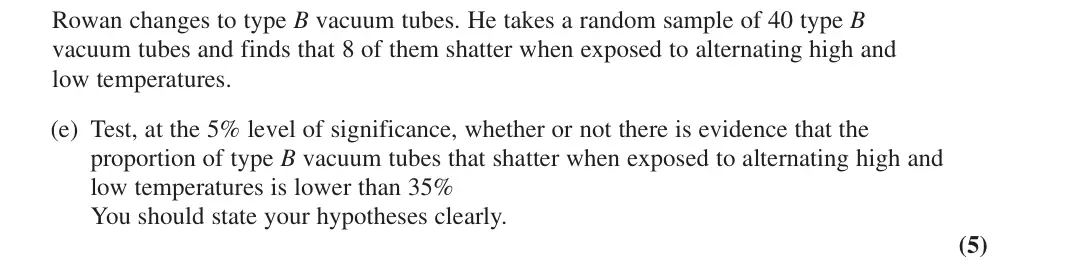 Rowan changes to type B vacuum tubes. He takes a random sample of 40 type B
vacuum tubes and finds that 8 of them shatter when exposed to alternating high and
low temperatures.
(e) Test, at the 5% level of significance, whether or not there is evidence that the
proportion of type B vacuum tubes that shatter when exposed to alternating high and
low temperatures is lower than 35%
You should state your hypotheses clearly.
(5)